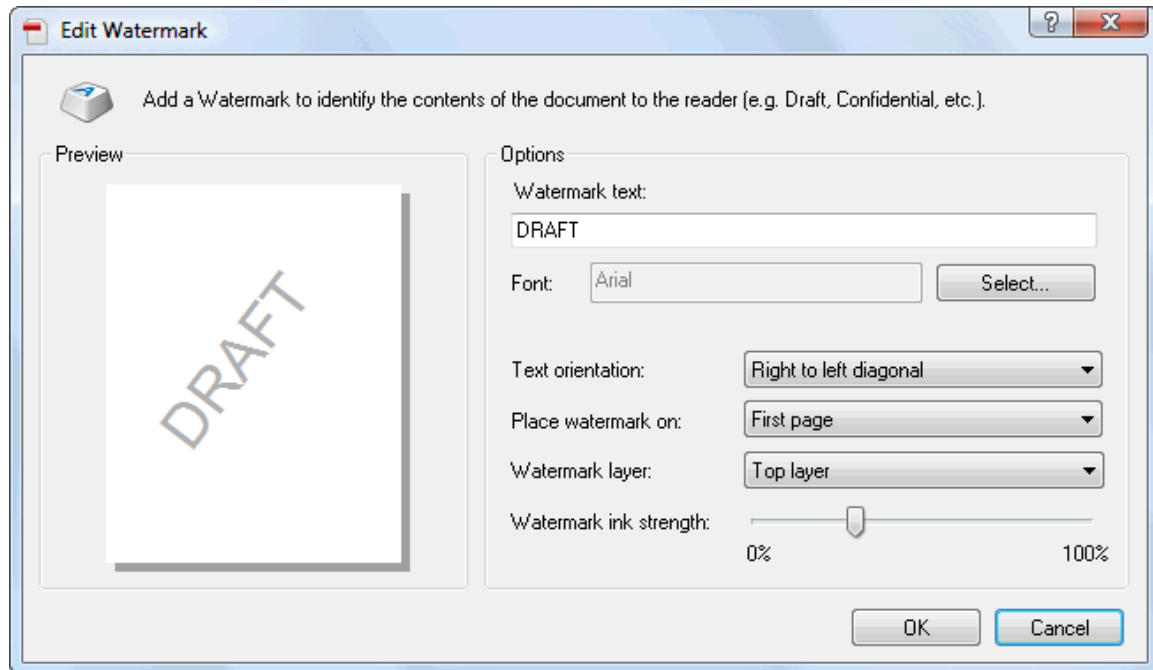 Edit Watermark
?
X
Add a Watermark to identify the contents of the document to the reader (e.g. Draft, Confidential, etc.).
Preview
DRAFT
Options
Watermark text:
DRAFT
Font: Arial Select...
Text orientation: Right to left diagonal
Place watermark on: First page
Watermark layer: Top layer
Watermark ink strength:
0% 100%
OK Cancel